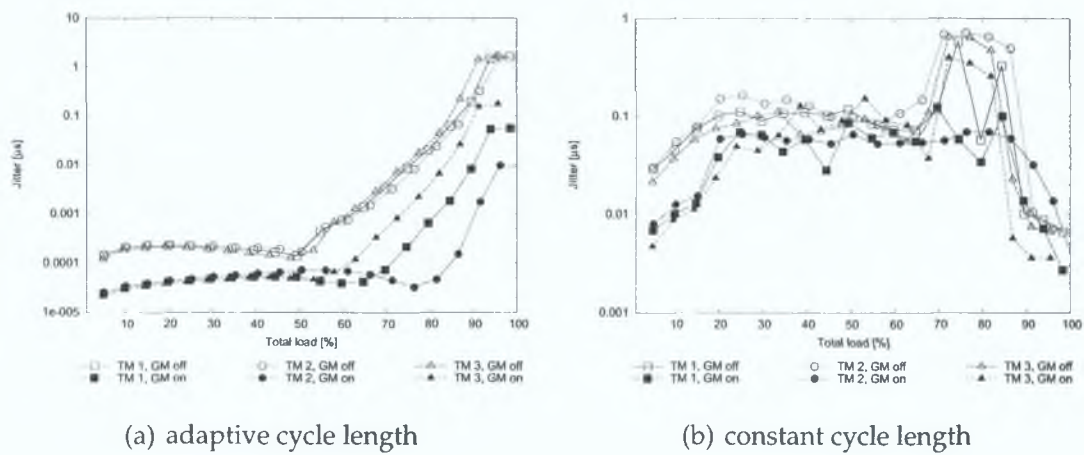 10
1
0.1
0.01
0.001
0.0001
1e-005
Jitter [µs]
10 20 30 40 50 60 70 80 90 100
Total load [%]
TM 1, GM off TM 2, GM off TM 3, GM off
TM 1, GM on TM 2, GM on TM 3, GM on
(a) adaptive cycle length
1
0.1
0.01
0.001
Jitter [µs]
10 20 30 40 50 60 70 80 90 100
Total load [%]
TM 1, GM off TM 2, GM off TM 3, GM off
TM 1, GM on TM 2, GM on TM 3, GM on
(b) constant cycle length